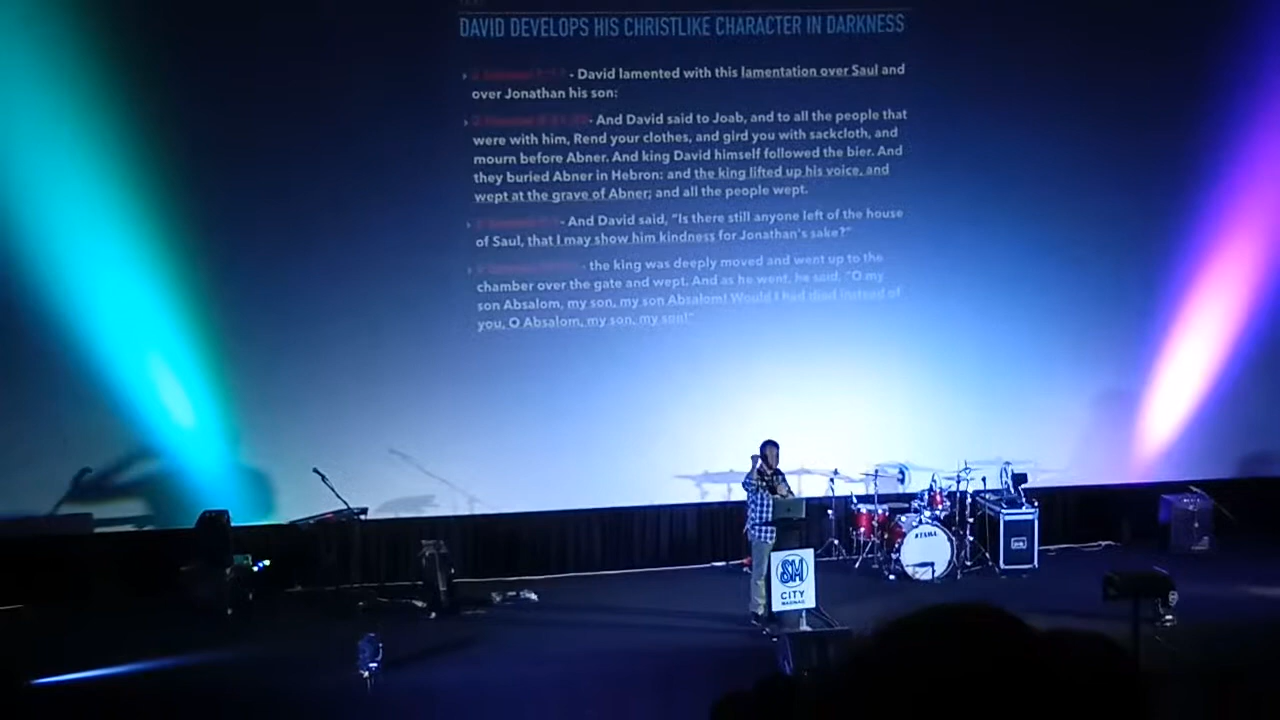 DAVID DEVELOPS HIS CHRISTLIKE CHARACTER IN DARKNESS
- David lamented with this lamentation over Saul and
over Jonathan his son:
- And David said to Joab, and to all the people that
were with him, Rend your clothes, and gird you with sackcloth, and
mourn before Abner. And king David himself followed the bier. And
they buried Abner in Hebron: and the king lifted up his voice, and
wept at the grave of Abner; and all the people wept.
- And David said, "Is there still anyone left of the house
of Saul, that I may show him kindness for Jonathan's sake?"
- the king was deeply moved and went up to the
chamber over the gate and wept. And as he went, he said, "O my
son Absalom, my son, my son Absalom! Would I had died instead of
you, O Absalom, my son, my son!"
TAMA
SM
CITY